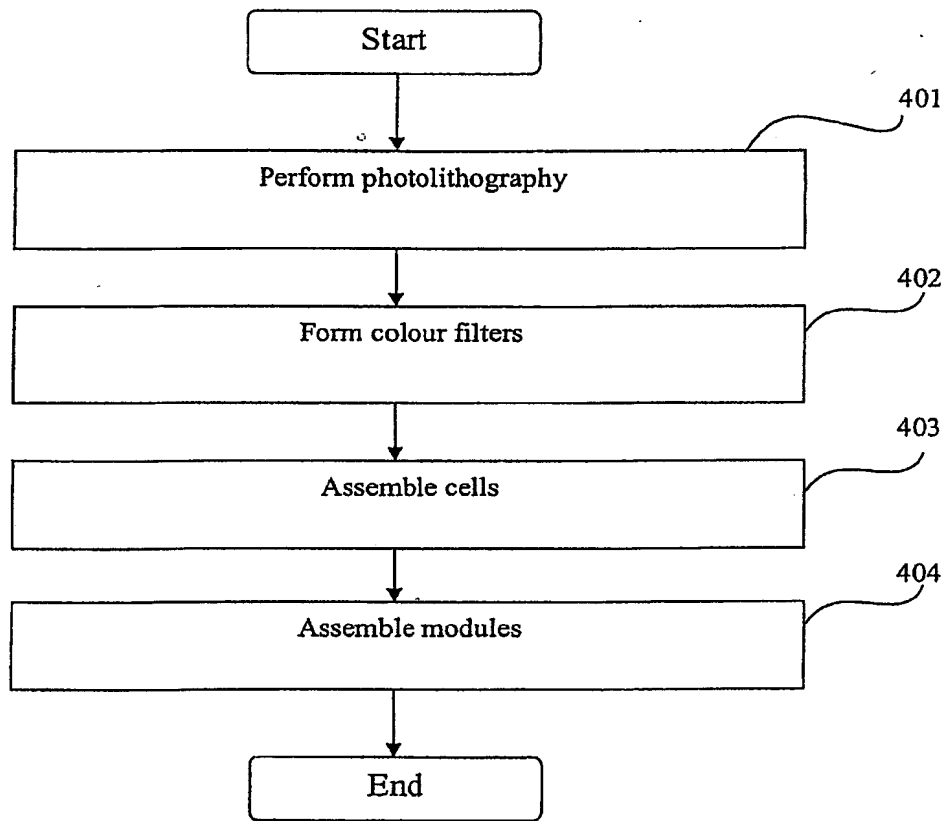 Start
401
Perform photolithography
402
Form colour filters
403
Assemble cells
404
Assemble modules
End